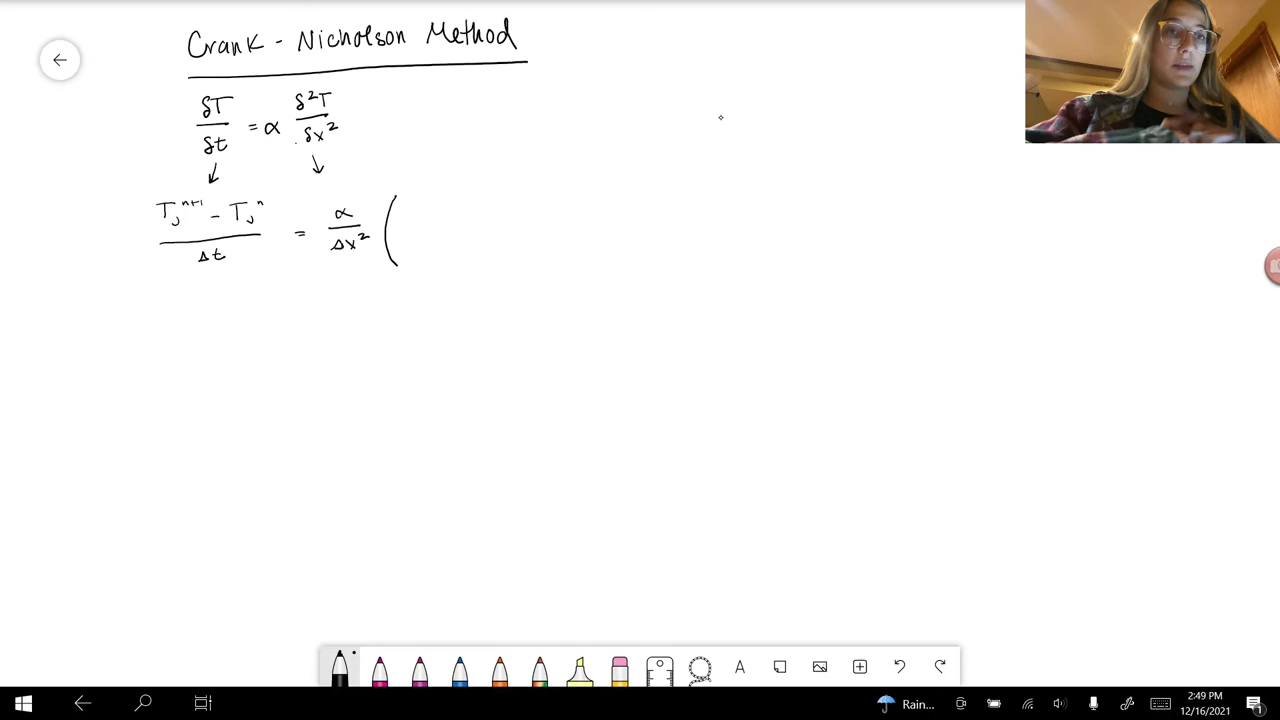 Crank - Nicholson Method
δT/δt = α δ²T/δx²
↓ ↓
(T_j^{n+1} - T_j^n)/Δt = α/Δx² (
A
Rain...
2:49 PM
12/16/2021
1